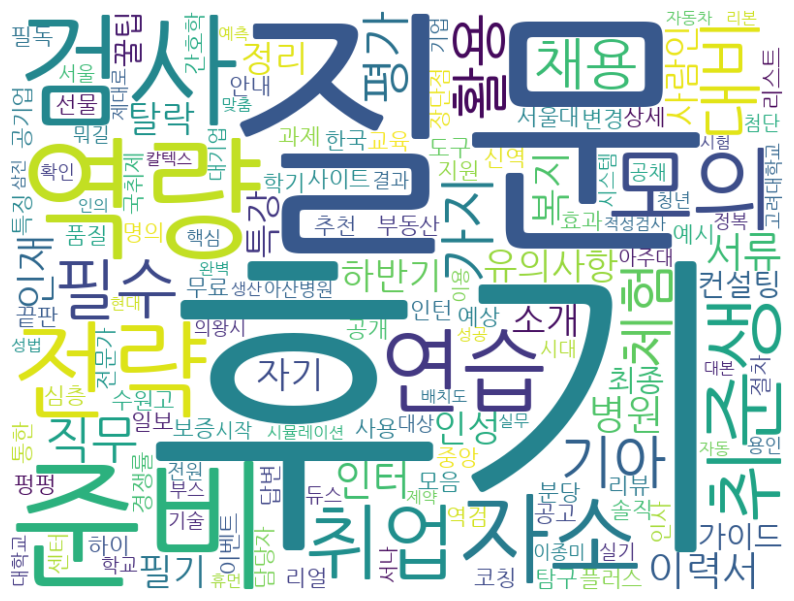 검사
지
문
채용
활용
평가
꿀팁
필독
간호학
정리
예측
기업
자동차
리본
서울
안내
맞춤
장단점
사람인
대비
리스트
선물
제대로
탈락
공기업
뭐길
과제
한국
교육
서울대
변경
상세
첨단
질
른
역량
모의
확인
칼텍스
대기업
도구
지원
신역
복지
공채
시험
시스템
청년
고려대학교
특징
삼진
인의
국취제
학기
사이트
결과
특강
가지
효과
적성검사
정복
품질
명의
핵심
추천
부동산
예시
서류
아주대
인재
필수
완벽
하반기
유의사항
컨설팅
무료
생산
아산병원
이용
체험
끝판
현대
의왕시
인턴
예상
소개
공개
전략
후기
연습
취준생
성법
전문가
성공
시대
자기
최종
대본
절차
심층
수원고
배치도
병원
직무
일보
보증시작
사용
대상
인성
시뮬레이션
실무
자동
용인
통한
경쟁률
중앙
기아
준비
펑펑
전원
부스
답변
인터
모음
듀스
제약
취업
자소
분당
리뷰
솔직
인사
기술
역검
공고
가이드
대학교
센터
하이
학교
필기
이벤트
휴먼
담당자
리얼
서나
코칭
이종미
실기
탐구
플러스
이력서